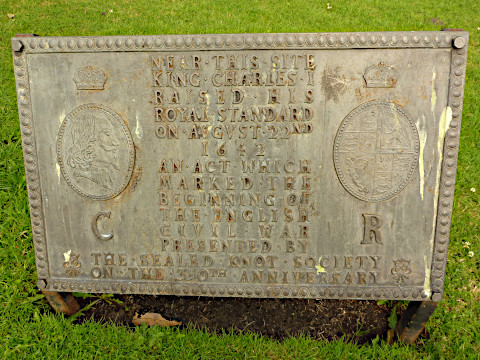 NEAR·THIS·SITE
KING·CHARLES·I
RAISED·HIS
ROYAL·STANDARD
ON·AVGVST·22ND
1642
AN·ACT·WHICH
MARKED·THE
BEGINNING·OF
THE·ENGLISH
CIVIL·WAR
PRESENTED·BY
C R
THE·SEALED·KNOT·SOCIETY
ON·THE·350TH·ANNIVERSARY